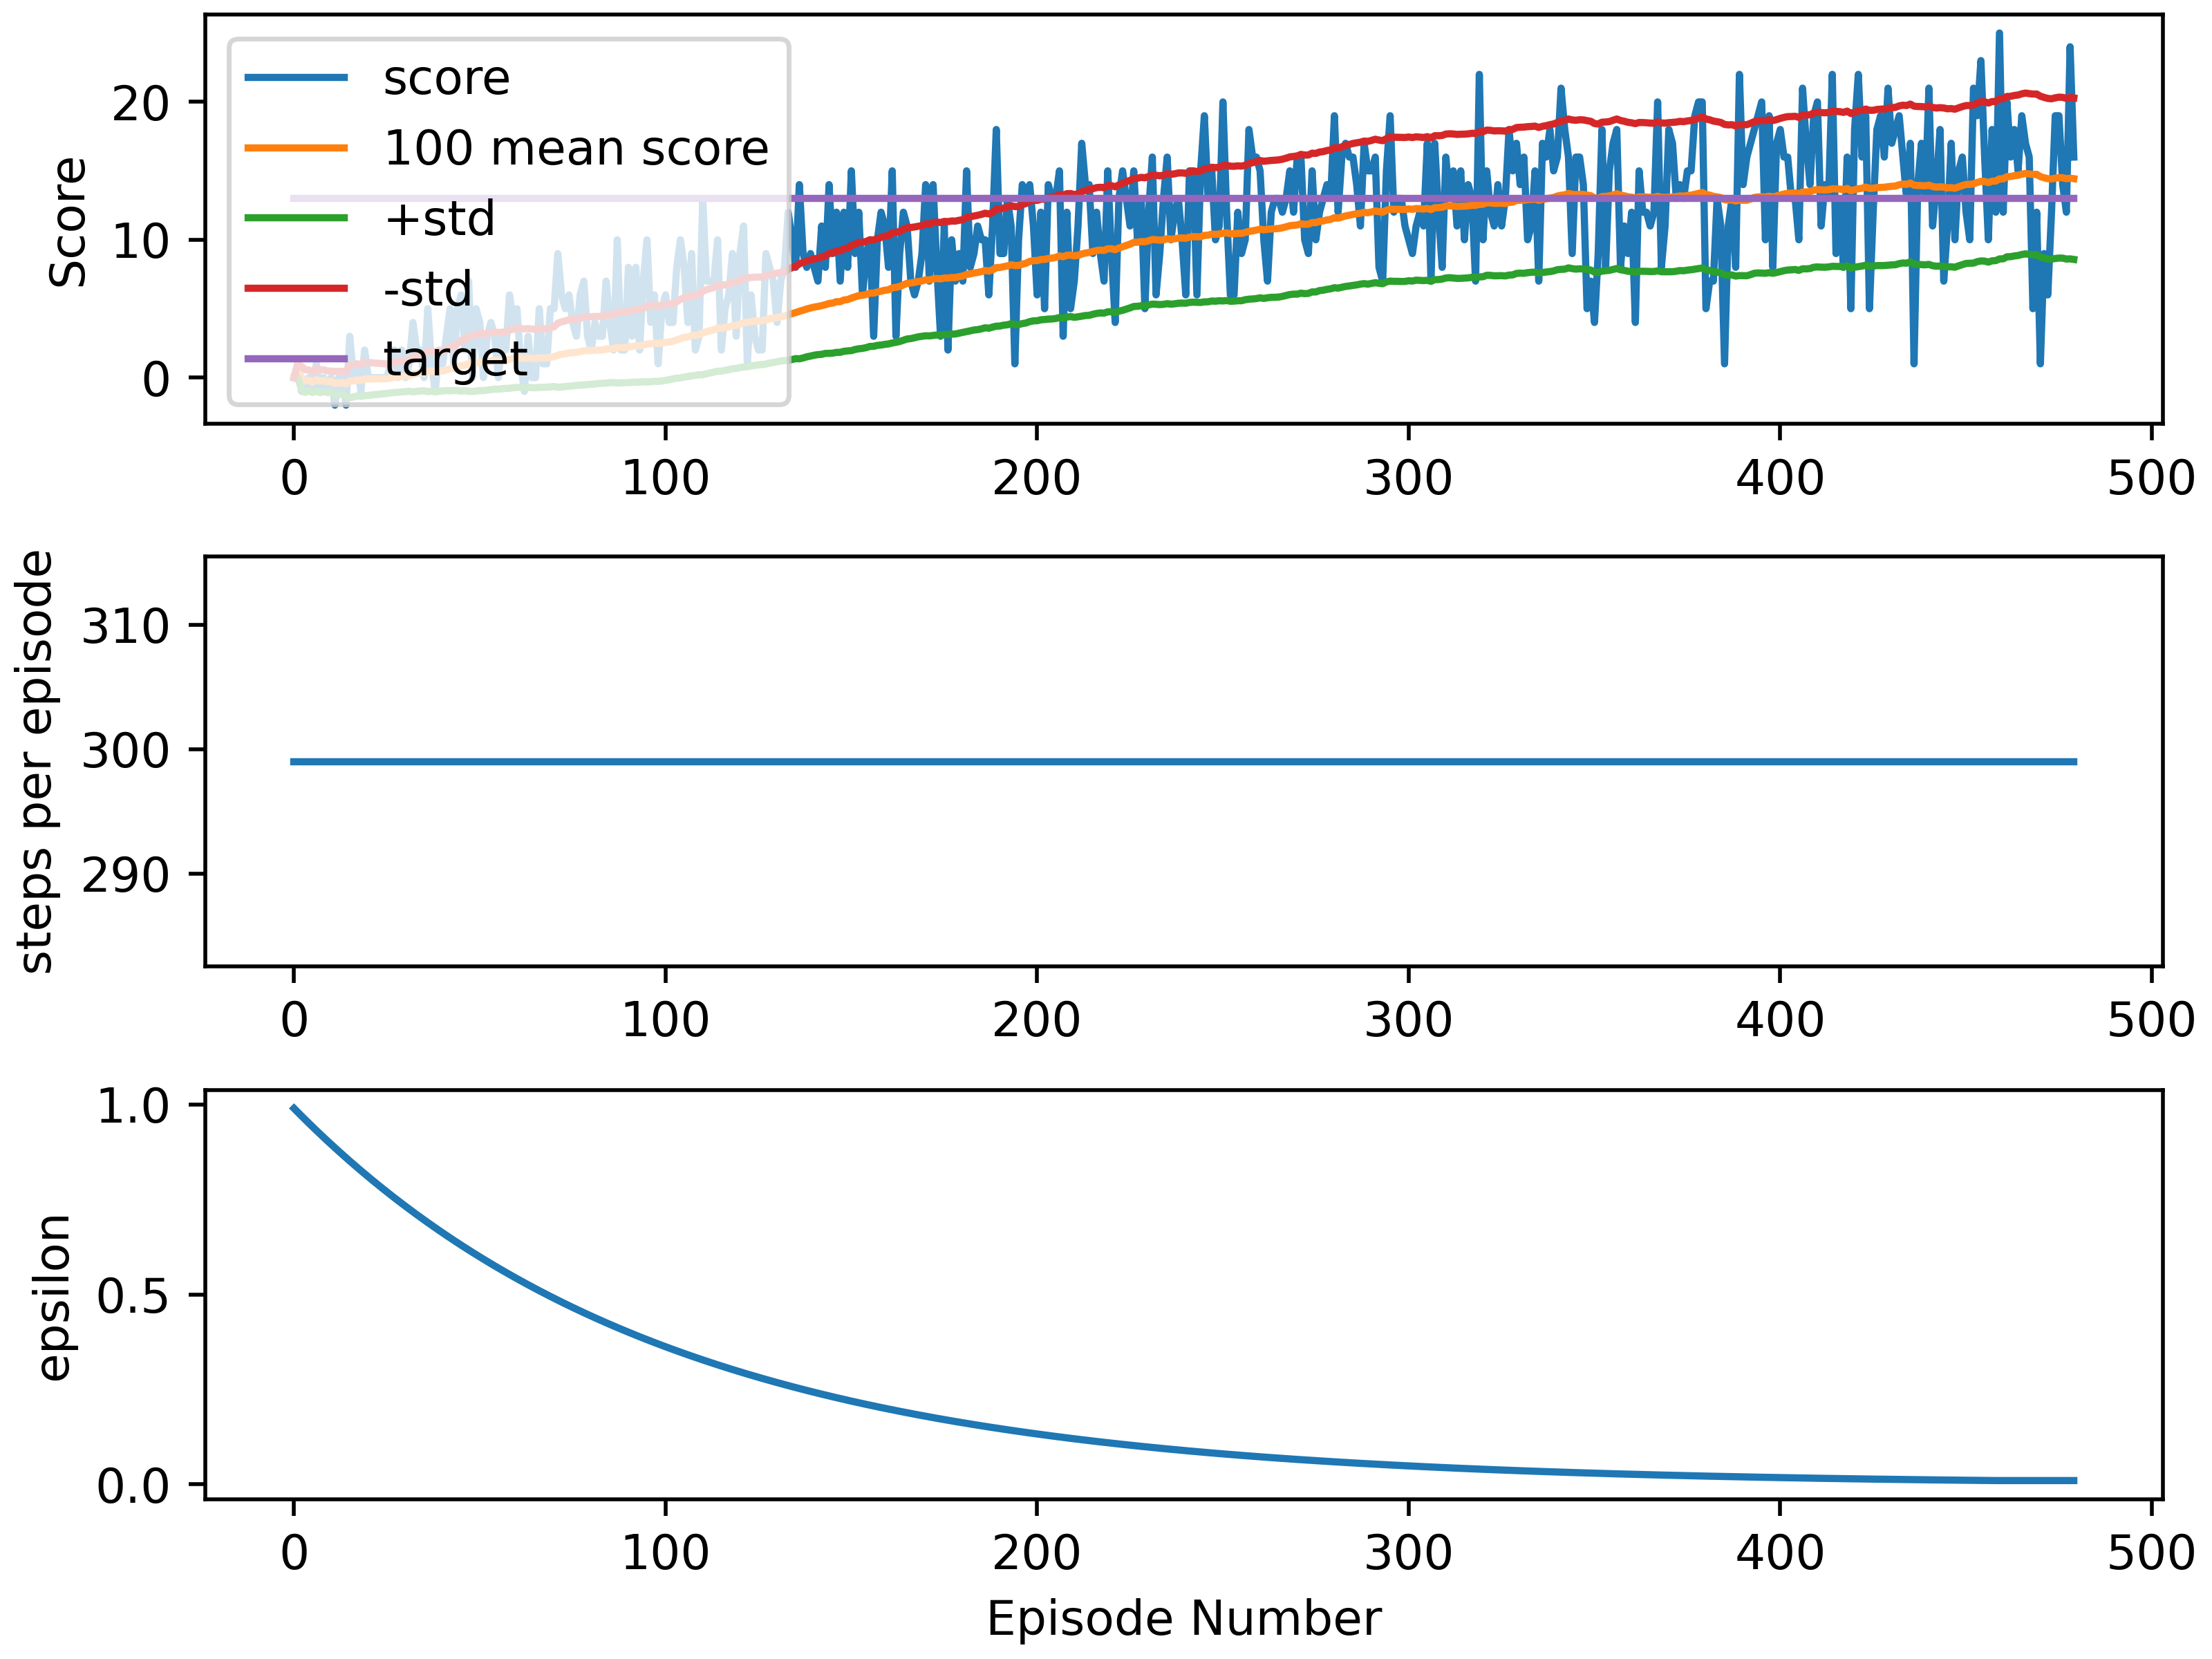 Score
20
10
0
score
100 mean score
+std
-std
target
0 100 200 300 400 500
steps per episode
310
300
290
0 100 200 300 400 500
epsilon
1.0
0.5
0.0
0 100 200 300 400 500
Episode Number